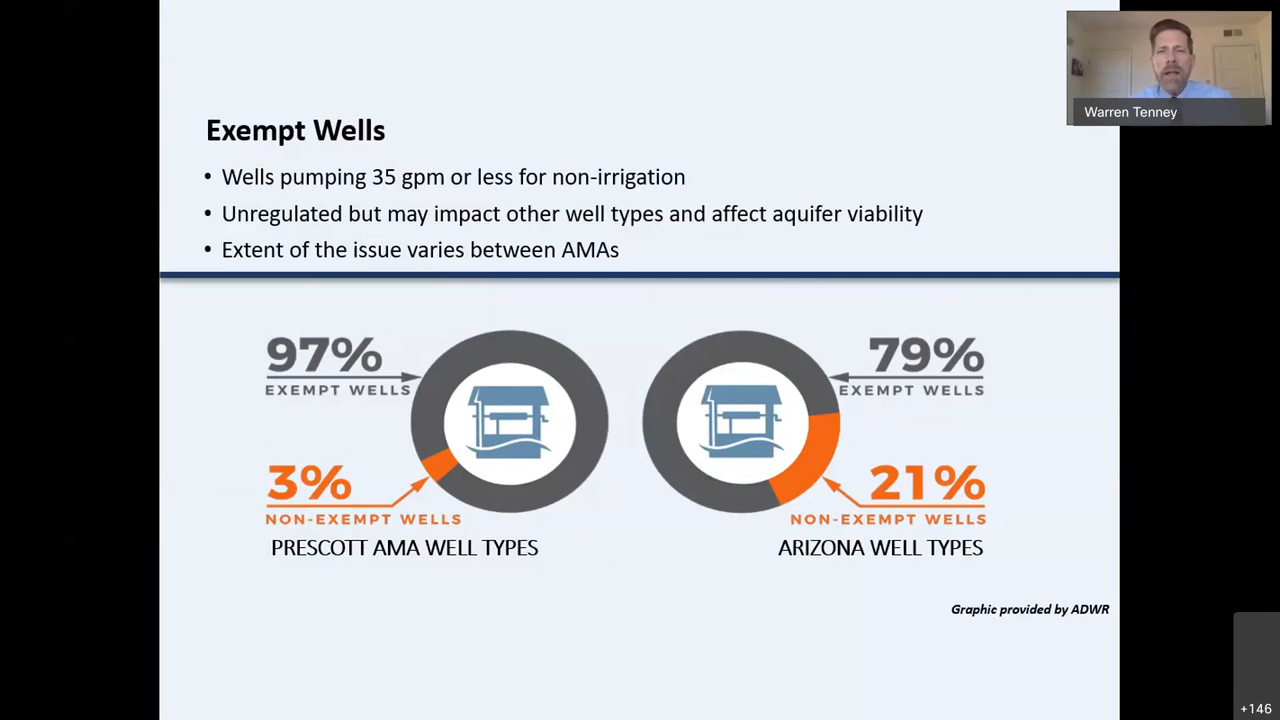 Warren Tenney
Exempt Wells
• Wells pumping 35 gpm or less for non-irrigation
• Unregulated but may impact other well types and affect aquifer viability
• Extent of the issue varies between AMAs
97%
EXEMPT WELLS
3%
NON-EXEMPT WELLS
PRESCOTT AMA WELL TYPES
79%
EXEMPT WELLS
21%
NON-EXEMPT WELLS
ARIZONA WELL TYPES
Graphic provided by ADWR
+146